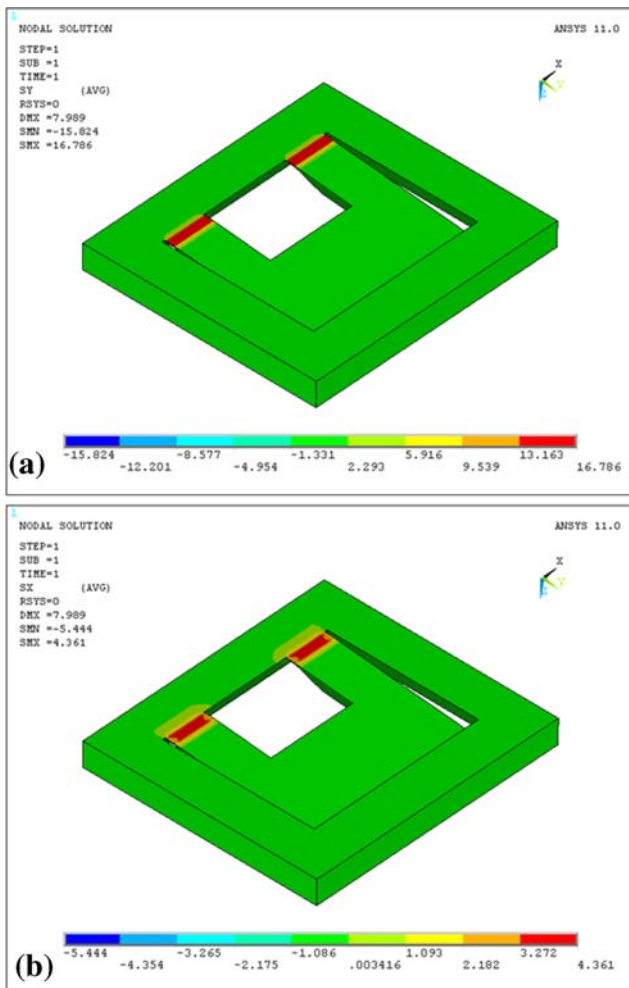 1
NODAL SOLUTION
ANSYS 11.0
STEP=1
SUB =1
TIME=1
SY (AVG)
RSYS=0
DMX =7.989
SMN =-15.824
SMX =16.786
X
Y
Z
(a)
-15.824 -8.577 -1.331 5.916 13.163
-12.201 -4.954 2.293 9.539 16.786
1
NODAL SOLUTION
ANSYS 11.0
STEP=1
SUB =1
TIME=1
SX (AVG)
RSYS=0
DMX =7.989
SMN =-5.444
SMX =4.361
X
Y
Z
(b)
-5.444 -3.265 -1.086 1.093 3.272
-4.354 -2.175 .003416 2.182 4.361